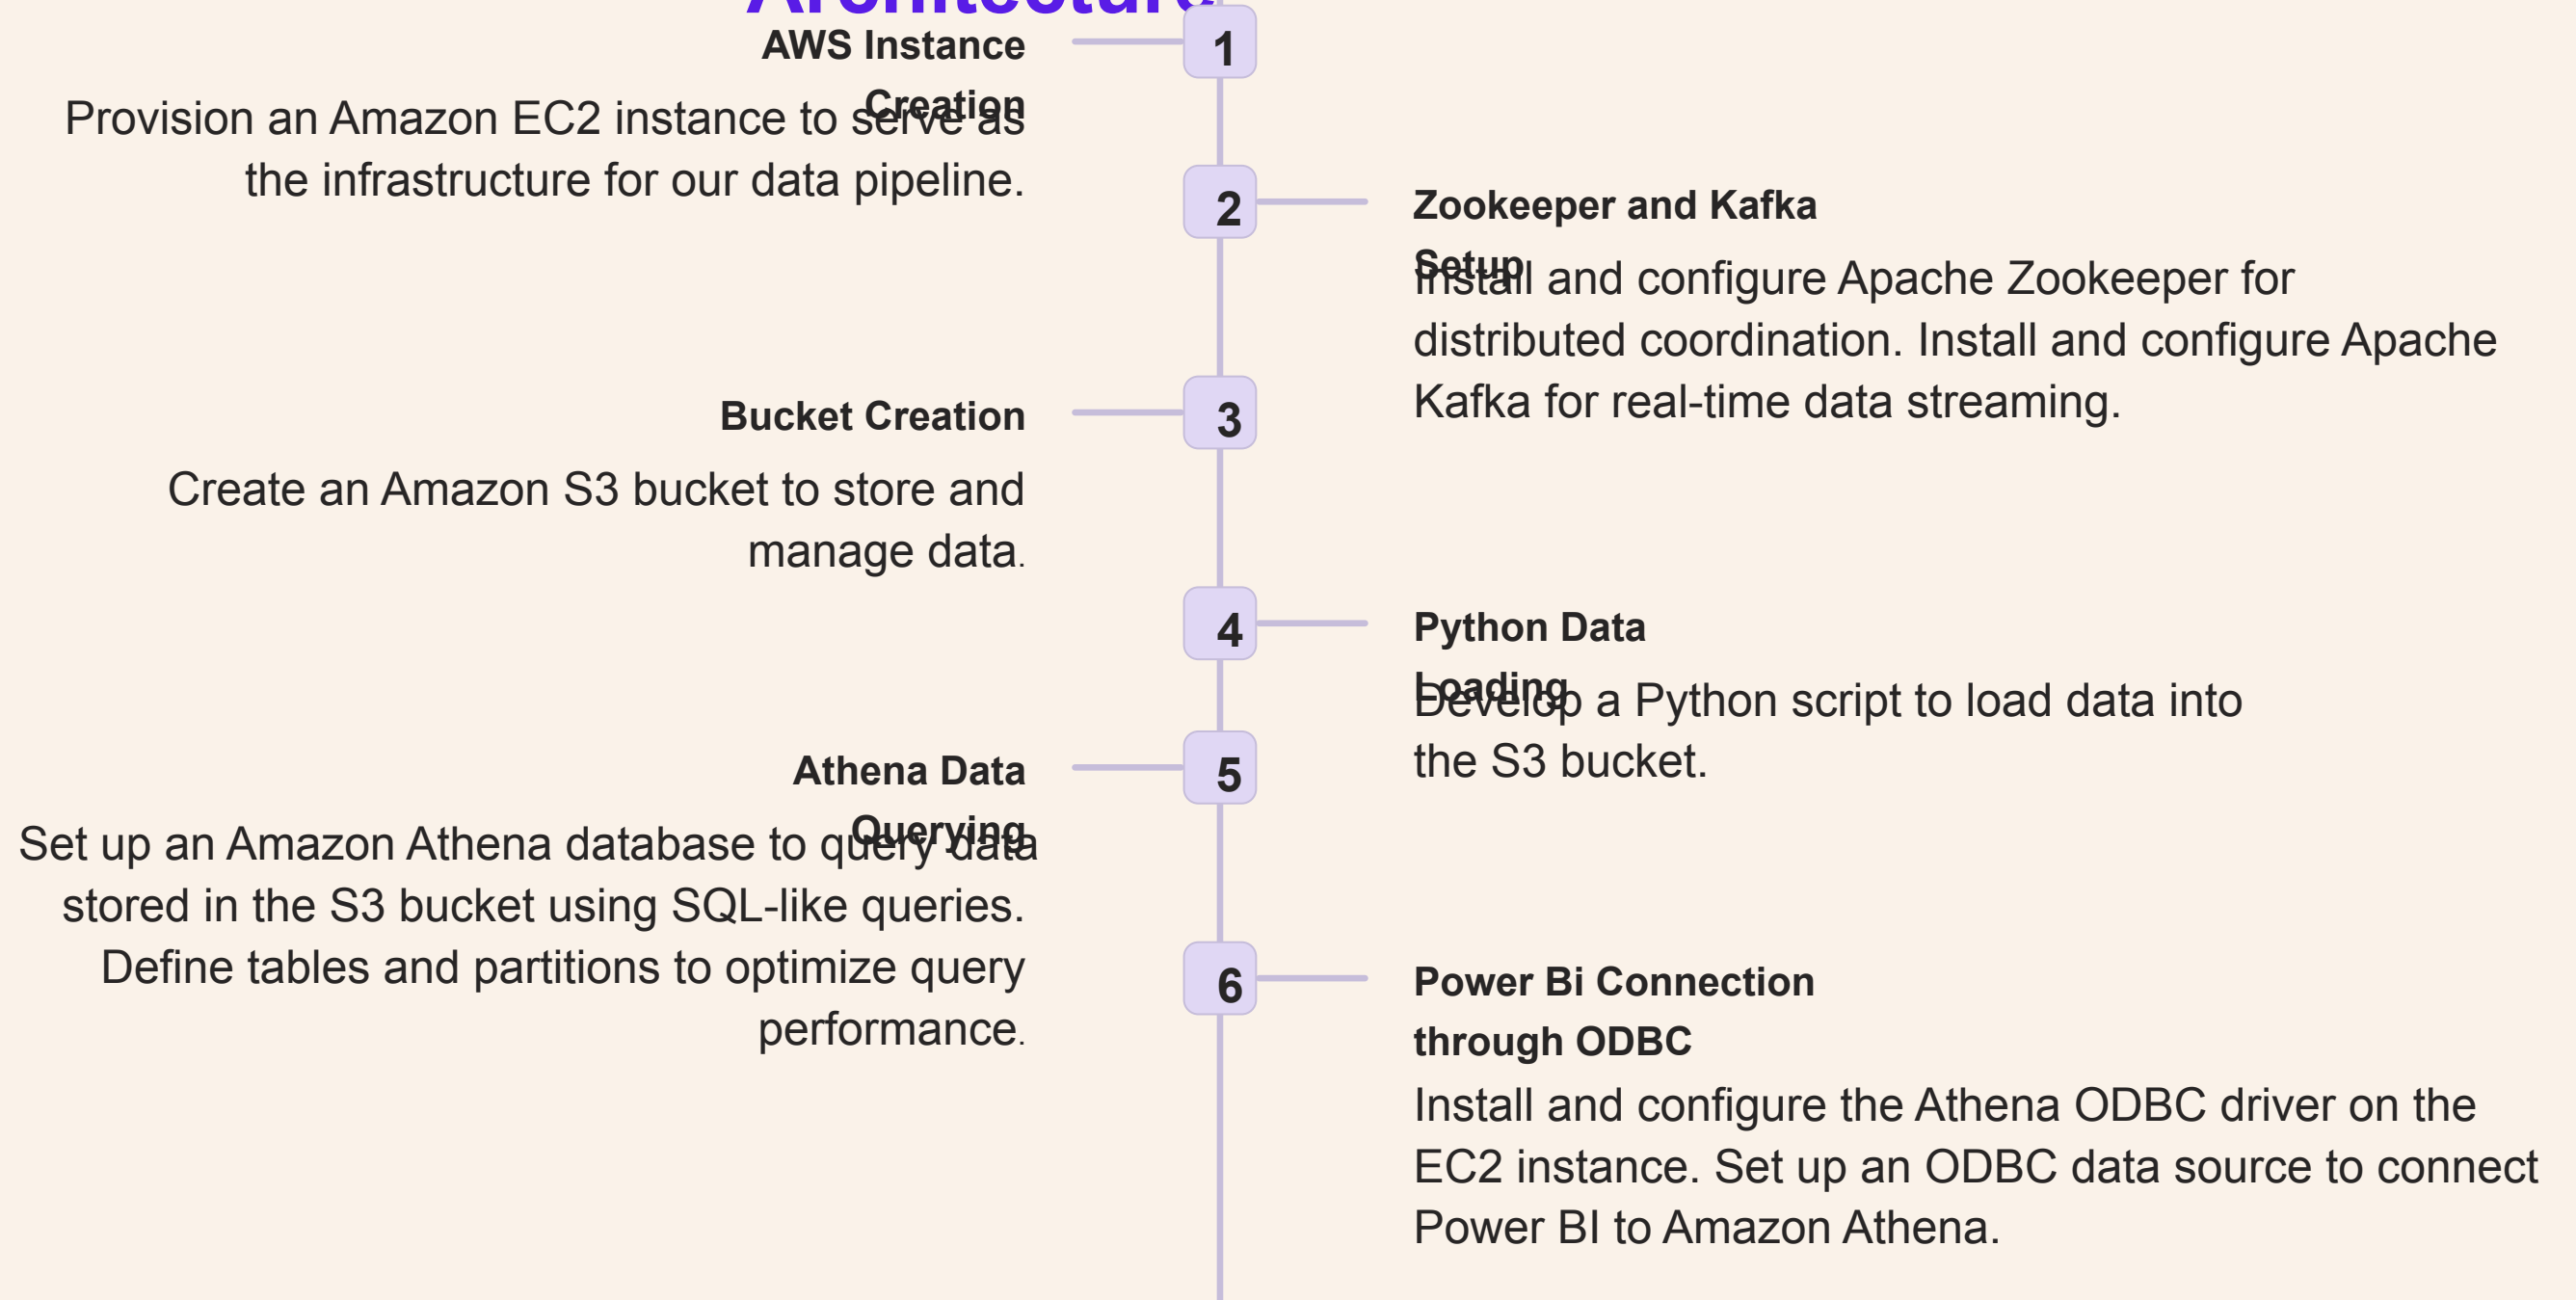 Architecture
AWS Instance
Creation
Provision an Amazon EC2 instance to serve as
the infrastructure for our data pipeline.
1
2
Zookeeper and Kafka
Setup
Install and configure Apache Zookeeper for
distributed coordination. Install and configure Apache
Kafka for real-time data streaming.
Bucket Creation
3
Create an Amazon S3 bucket to store and
manage data.
4
Python Data
Loading
Develop a Python script to load data into
the S3 bucket.
Athena Data
Querying
5
Set up an Amazon Athena database to query data
stored in the S3 bucket using SQL-like queries.
Define tables and partitions to optimize query
performance.
6
Power Bi Connection
through ODBC
Install and configure the Athena ODBC driver on the
EC2 instance. Set up an ODBC data source to connect
Power BI to Amazon Athena.